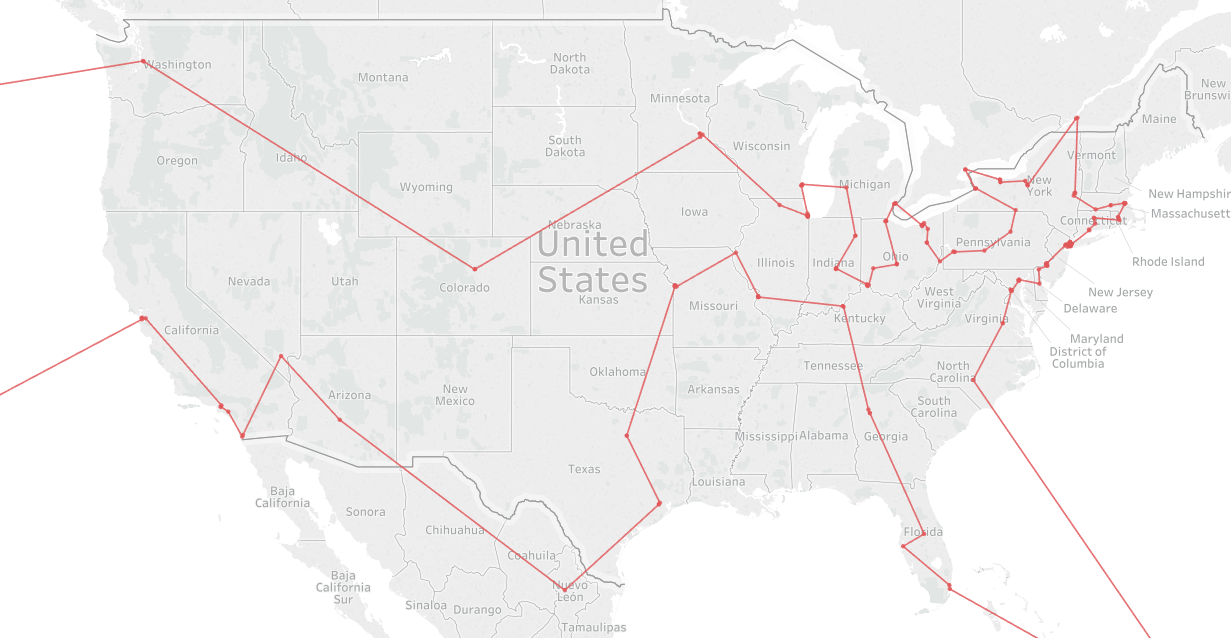 Washington
Montana
North
Dakota
Minnesota
New
Brunswi
Maine
Oregon
Idaho
South
Dakota
Wisconsin
Michigan
Vermont
Wyoming
New
York
New Hampshir
Iowa
Massachusett
Nebraska
Connecticut
United
States
Pennsylvania
Ohio
Rhode Island
Illinois
Indiana
Nevada
Utah
Colorado
Kansas
West
Virginia
New Jersey
Missouri
Delaware
Kentucky
Virginia
California
Maryland
District of
Columbia
Tennessee
North
Carolina
Oklahoma
Arizona
New
Mexico
Arkansas
South
Carolina
Mississippi
Alabama
Georgia
Texas
Louisiana
Baja
California
Sonora
Chihuahua
Florida
Coahuila
Baja
California
Sur
Nuevo
León
Sinaloa
Durango
Tamaulipas